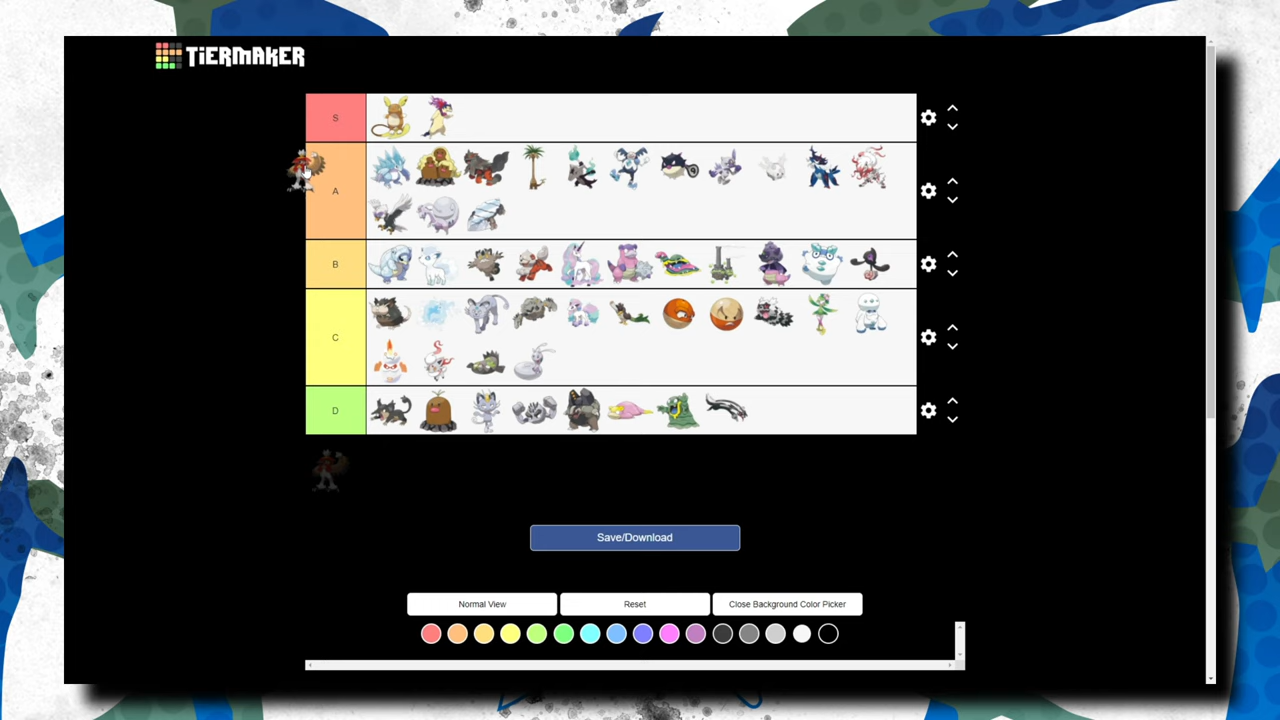 TiERMAKER
S
A
B
C
D
Save/Download
Normal View
Reset
Close Background Color Picker